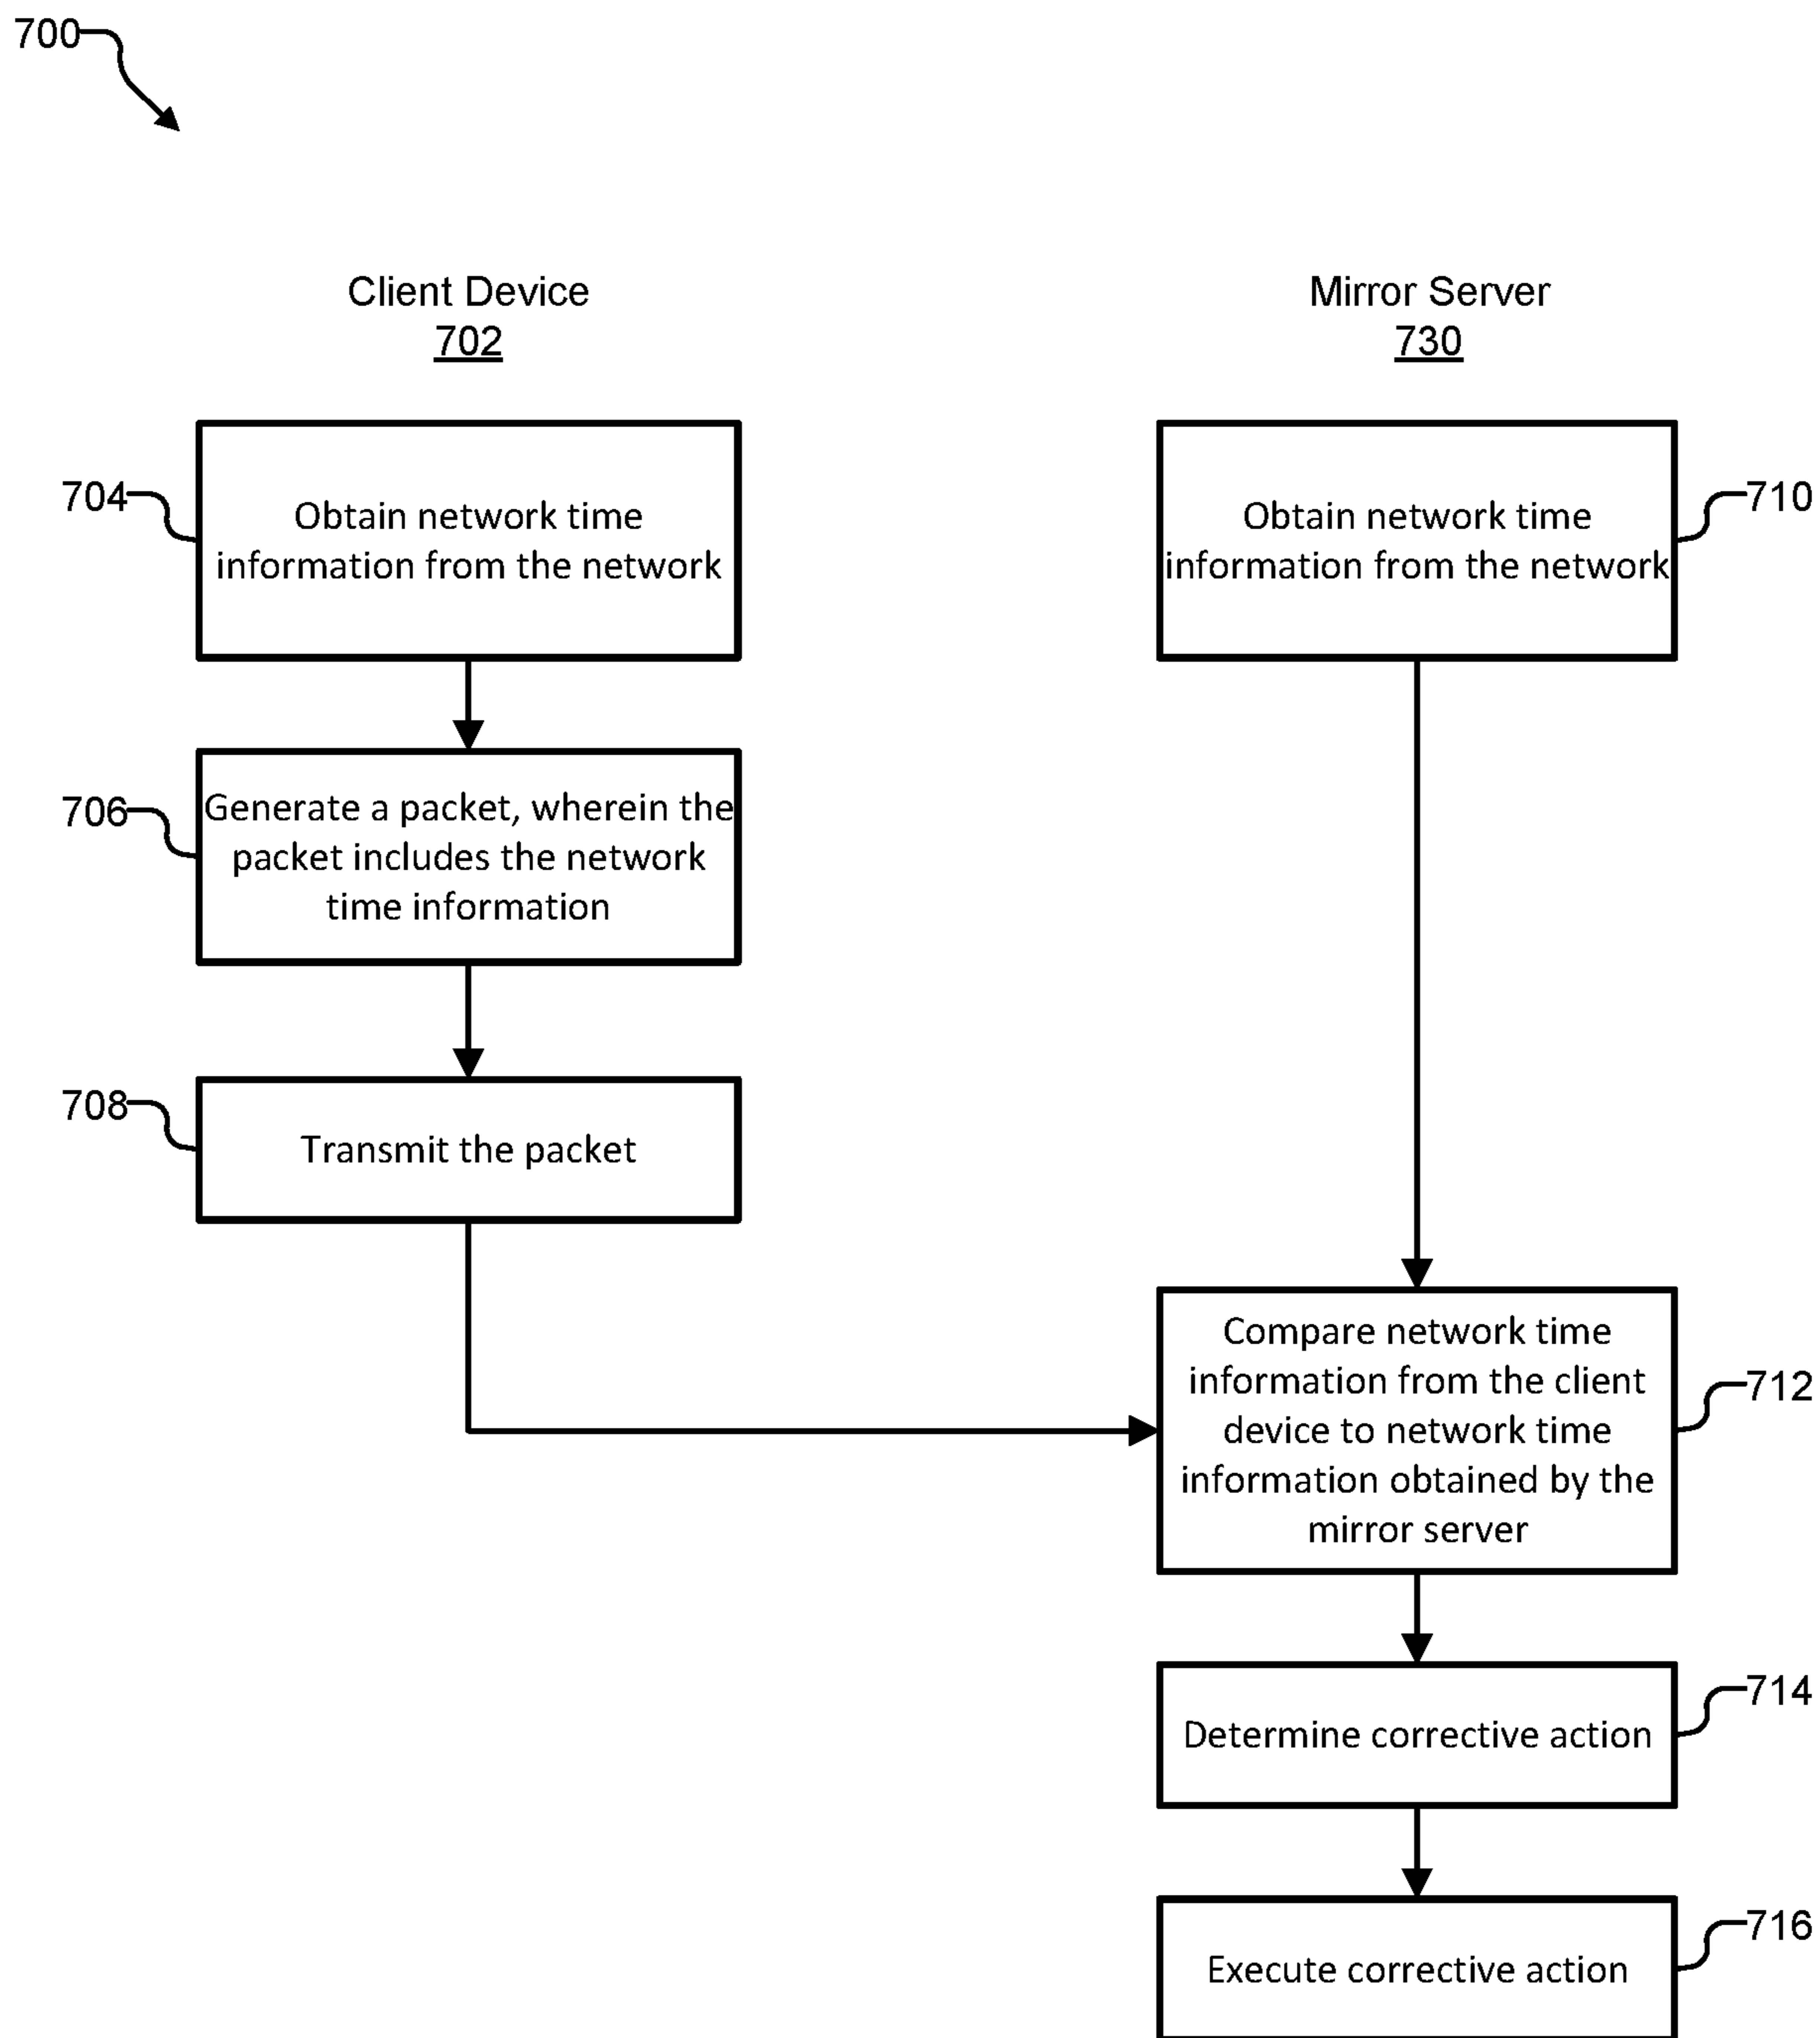 700
Client Device
702
Mirror Server
730
704
Obtain network time
information from the network
Obtain network time
information from the network
710
706
Generate a packet, wherein the
packet includes the network
time information
708
Transmit the packet
Compare network time
information from the client
device to network time
information obtained by the
mirror server
712
Determine corrective action
714
Execute corrective action
716